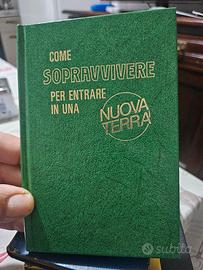 COME
SOPRAVVIVERE
PER ENTRARE
IN UNA
NUOVA
TERRA
subito